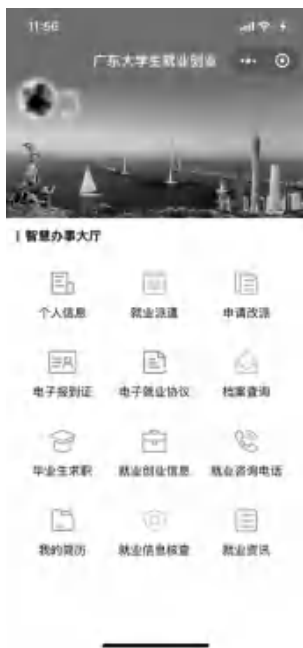 11:56
广东大学生就业创业
智慧办事大厅
个人信息 就业派遣 申请改派
电子报到证 电子就业协议 档案查询
毕业生求职 就业创业信息 就业咨询电话
我的简历 就业信息核查 就业资讯